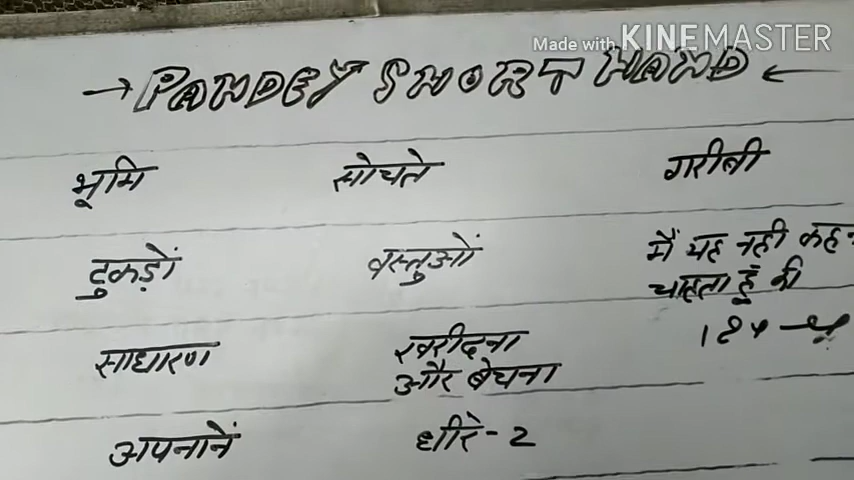 Made with KINEMASTER
→ PANDEY SHORT HAND ←
भूमि सोचते गरीबी
टुकड़ों वस्तुओं मैं यह नही कहन
चाहता हूँ की
साधारण खरीदना
और बेचना
अपनानें धीरे-2